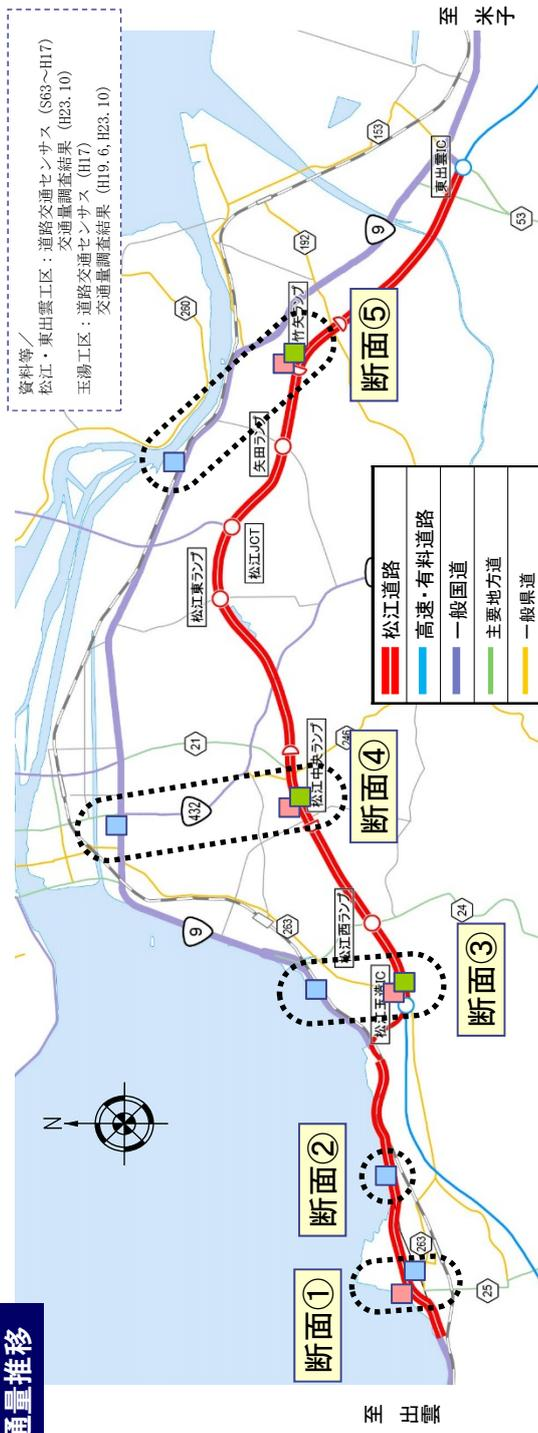 通量推移
資料等／
松江・東出雲工区：道路交通センサス（S63～H17）
交通量調査結果（H23.10）
玉湯工区：道路交通センサス（H17）
交通量調査結果（H19.6,H23.10）
N
至 出雲
至 米子
断面①
断面②
断面③
断面④
断面⑤
松江玉造IC
松江西ランプ
松江中央ランプ
松江東ランプ
松江JCT
矢田ランプ
竹矢ランプ
東出雲IC
25
263
263
24
9
432
21
246
260
192
9
153
53
松江道路
高速・有料道路
一般国道
主要地方道
一般県道